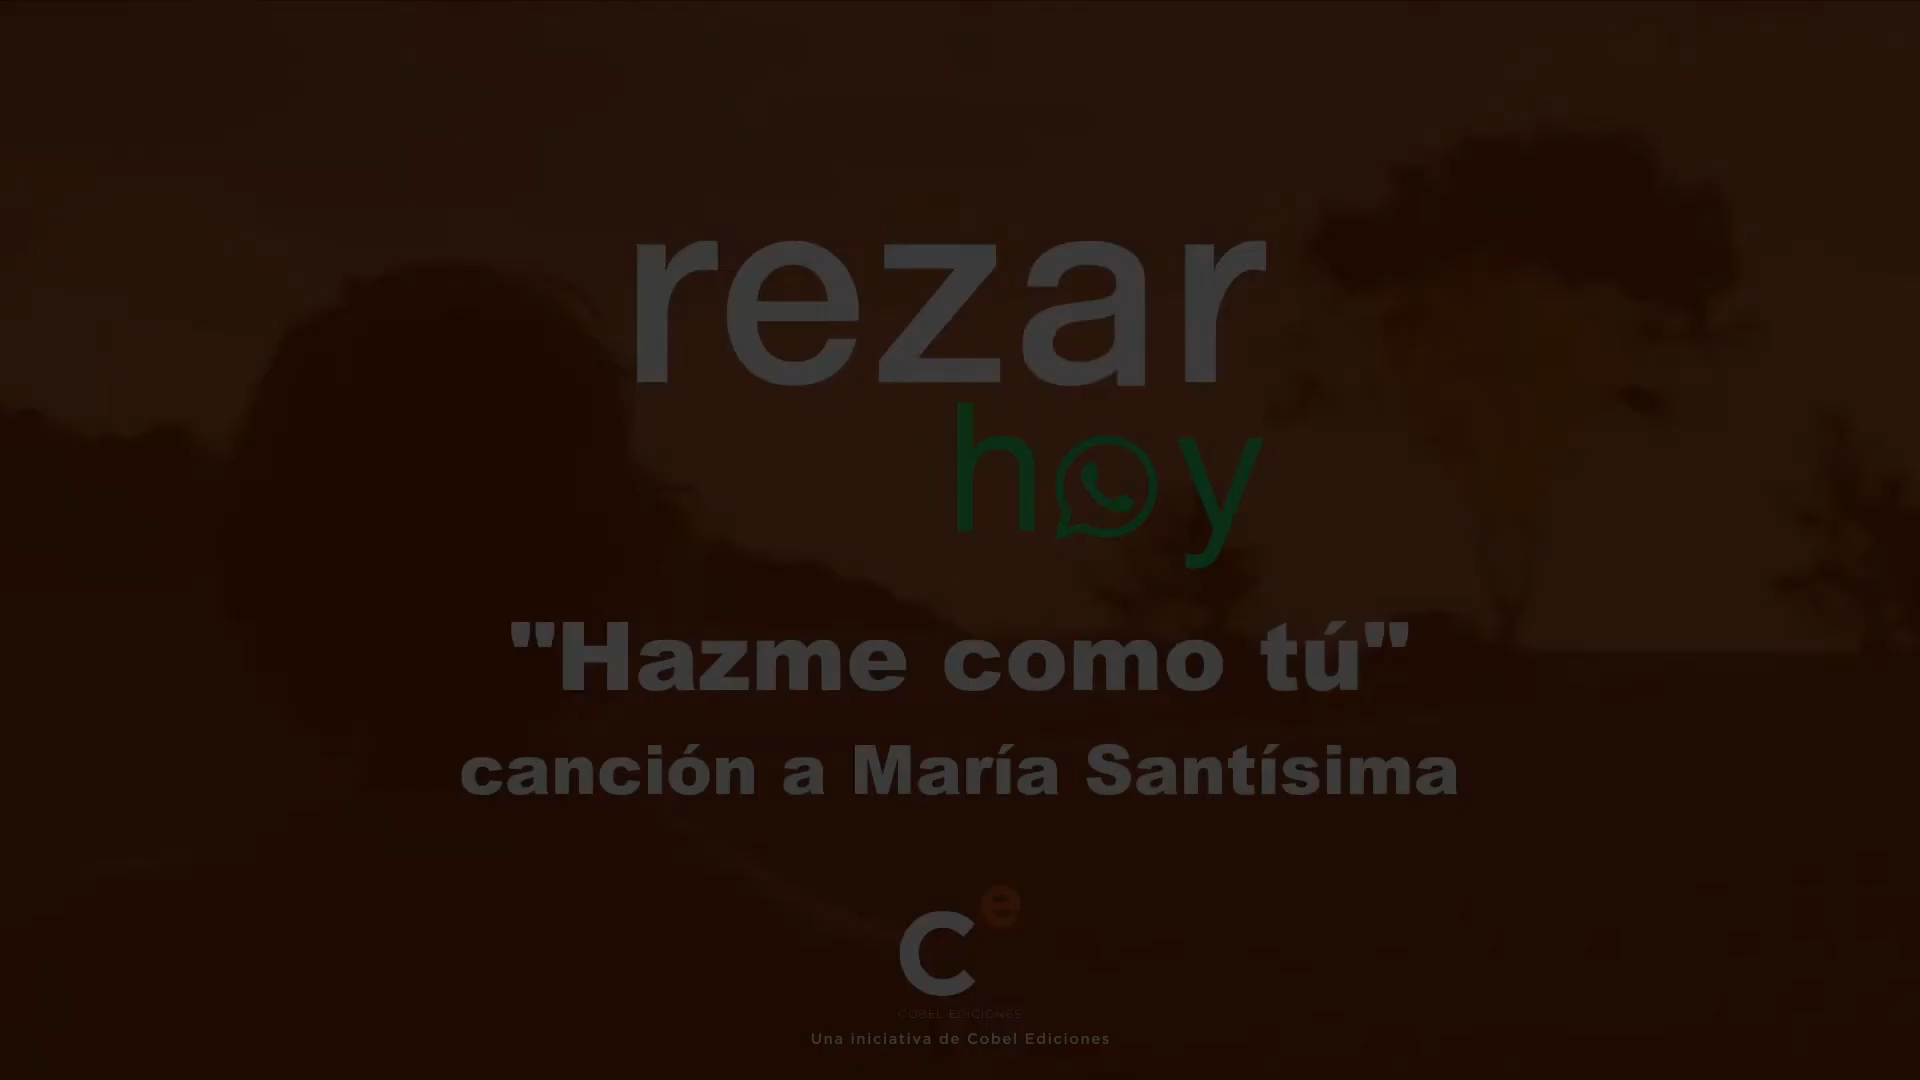 rezar
hoy
"Hazme como tú"
canción a María Santísima
Ce
COBEL EDICIONES
Una iniciativa de Cobel Ediciones